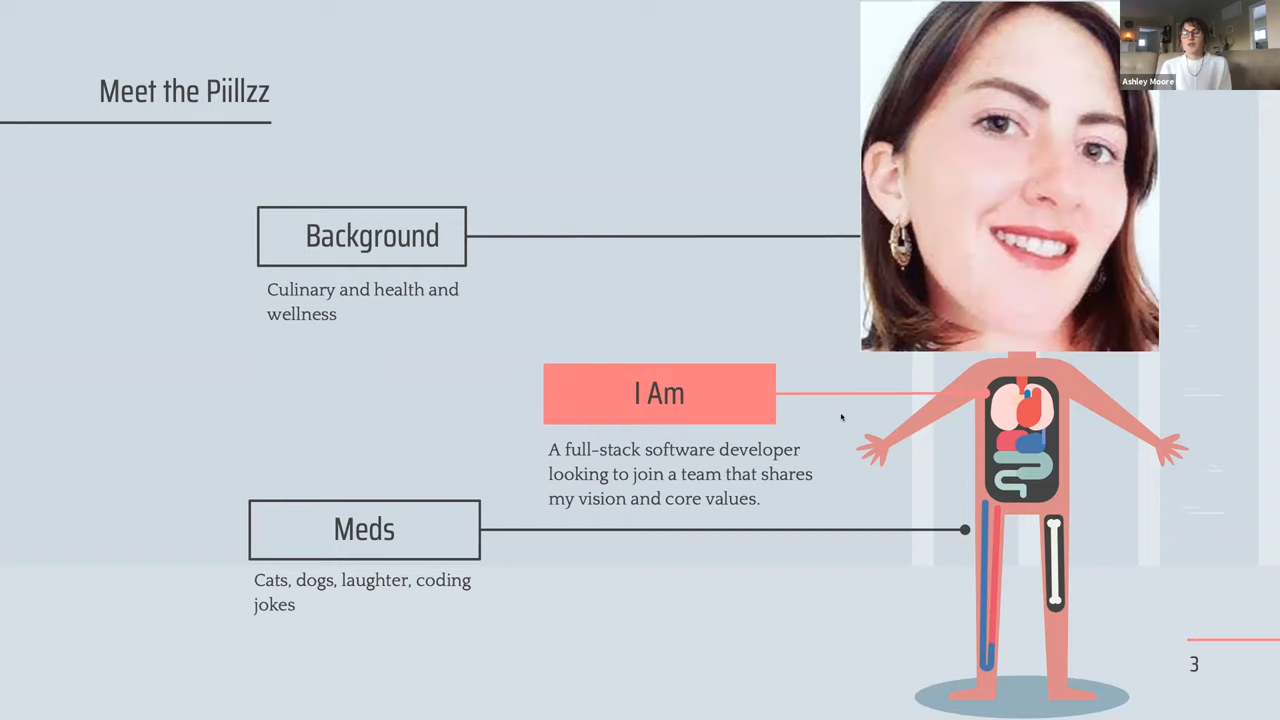 Meet the Piillzz
Ashley Moore
Background
Culinary and health and
wellness
I Am
A full-stack software developer
looking to join a team that shares
my vision and core values.
Meds
Cats, dogs, laughter, coding
jokes
3